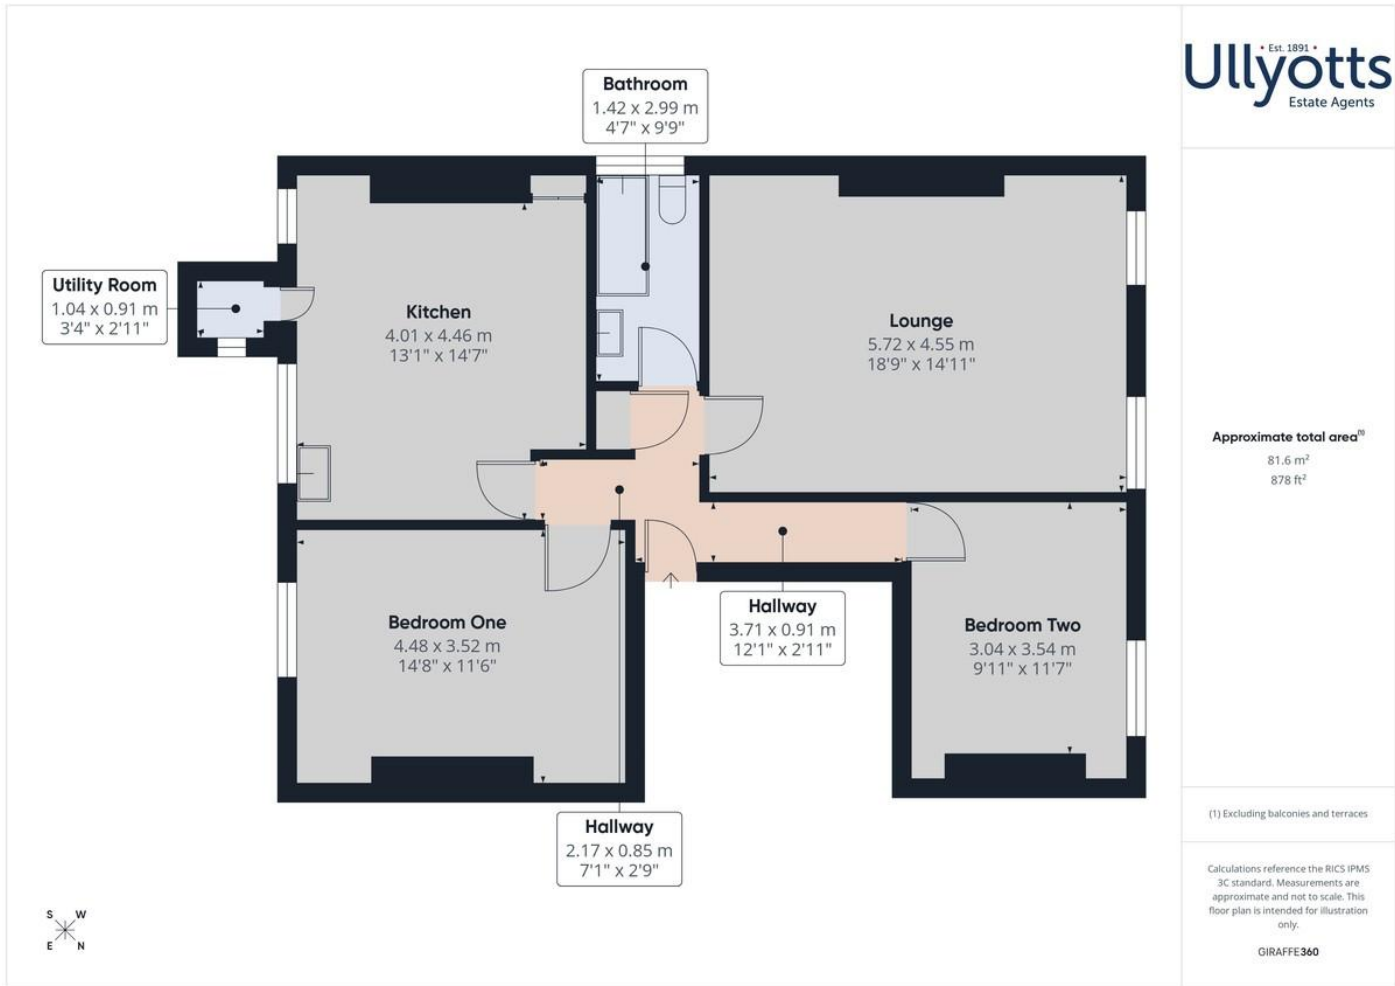 Bathroom
1.42 x 2.99 m
4'7" x 9'9"
Utility Room
1.04 x 0.91 m
3'4" x 2'11"
Kitchen
4.01 x 4.46 m
13'1" x 14'7"
Lounge
5.72 x 4.55 m
18'9" x 14'11"
Bedroom One
4.48 x 3.52 m
14'8" x 11'6"
Hallway
3.71 x 0.91 m
12'1" x 2'11"
Bedroom Two
3.04 x 3.54 m
9'11" x 11'7"
Hallway
2.17 x 0.85 m
7'1" x 2'9"
S W
E N
• Est. 1891 •
Ullyotts
Estate Agents
Approximate total area(1)
81.6 m²
878 ft²
(1) Excluding balconies and terraces
Calculations reference the RICS IPMS
3C standard. Measurements are
approximate and not to scale. This
floor plan is intended for illustration
only.
GIRAFFE360